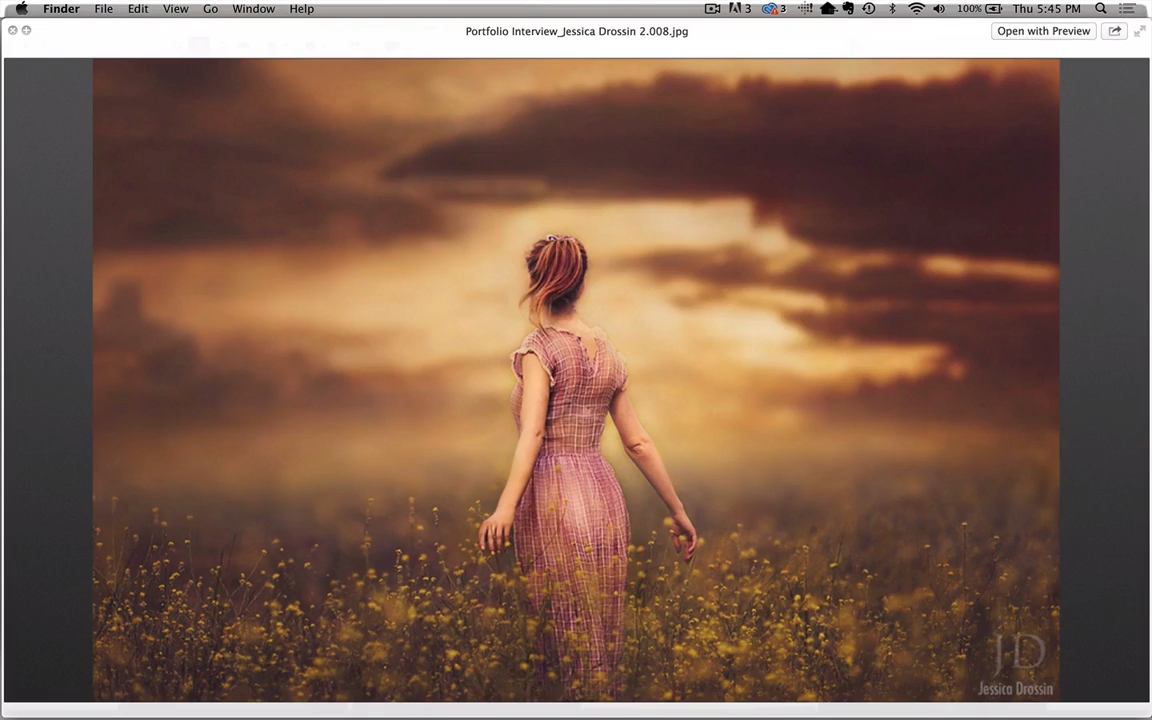 Finder File Edit View Go Window Help 3 3 100% Thu 5:45 PM
Portfolio Interview_Jessica Drossin 2.008.jpg Open with Preview
JD
Jessica Drossin